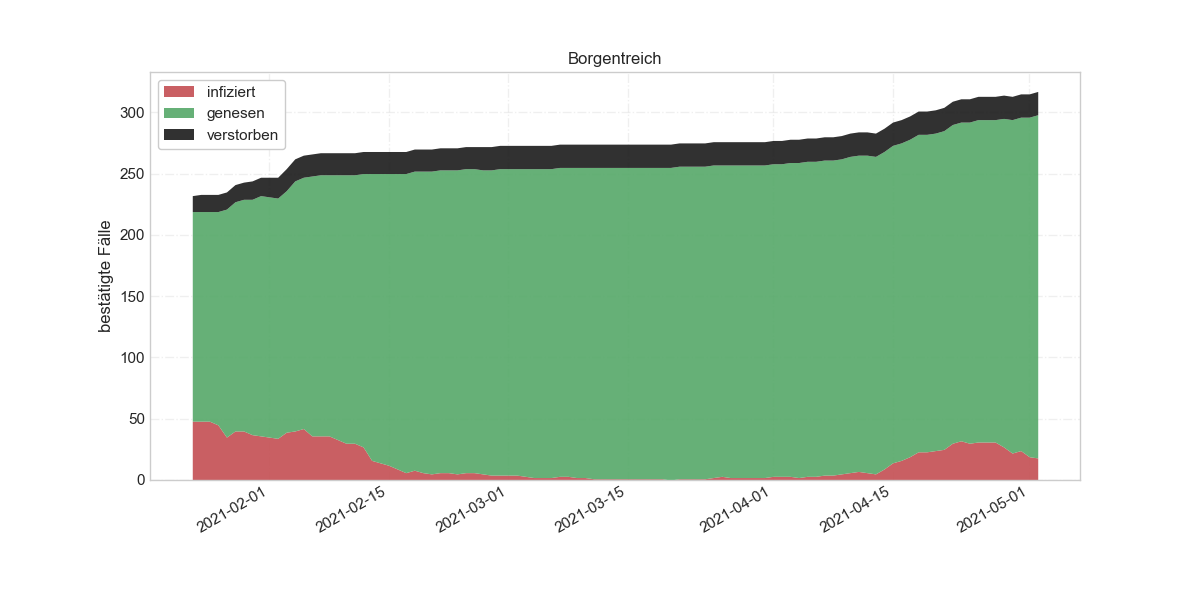 Borgentreich
infiziert
genesen
verstorben
bestätigte Fälle
300
250
200
150
100
50
0
2021-02-01
2021-02-15
2021-03-01
2021-03-15
2021-04-01
2021-04-15
2021-05-01